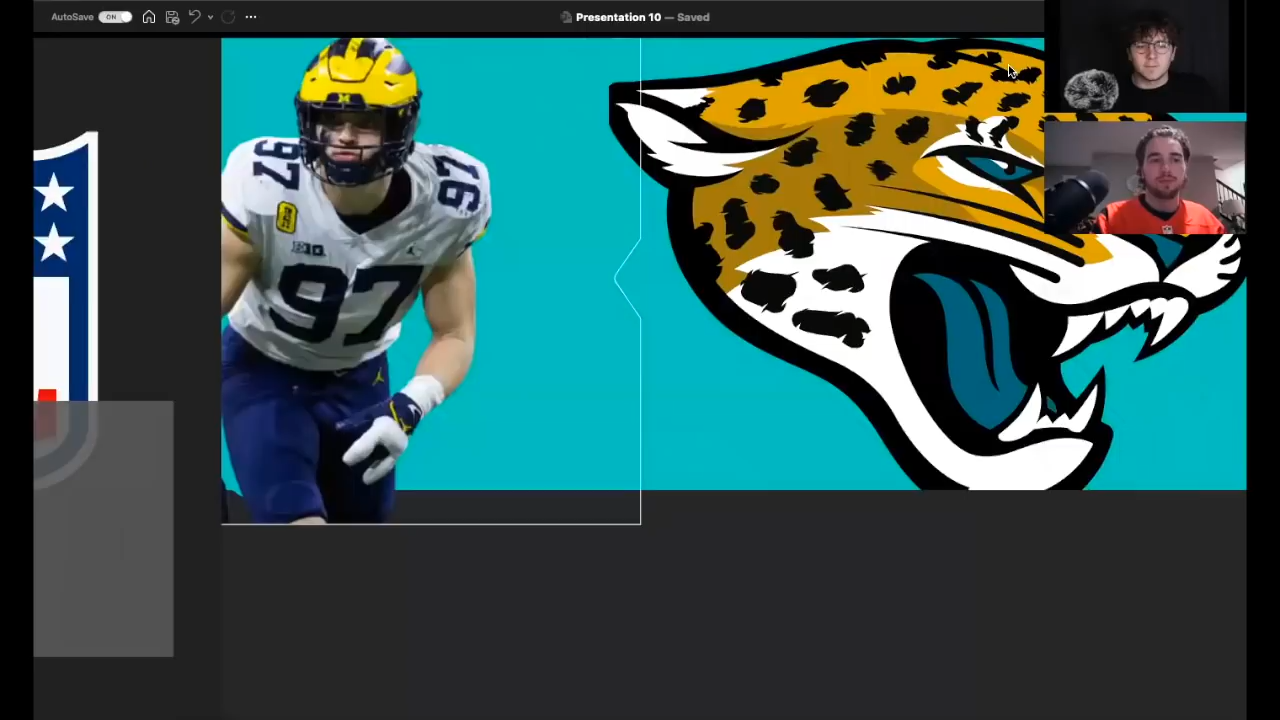 AutoSave ON
Presentation 10 — Saved
97 97
B1G
97